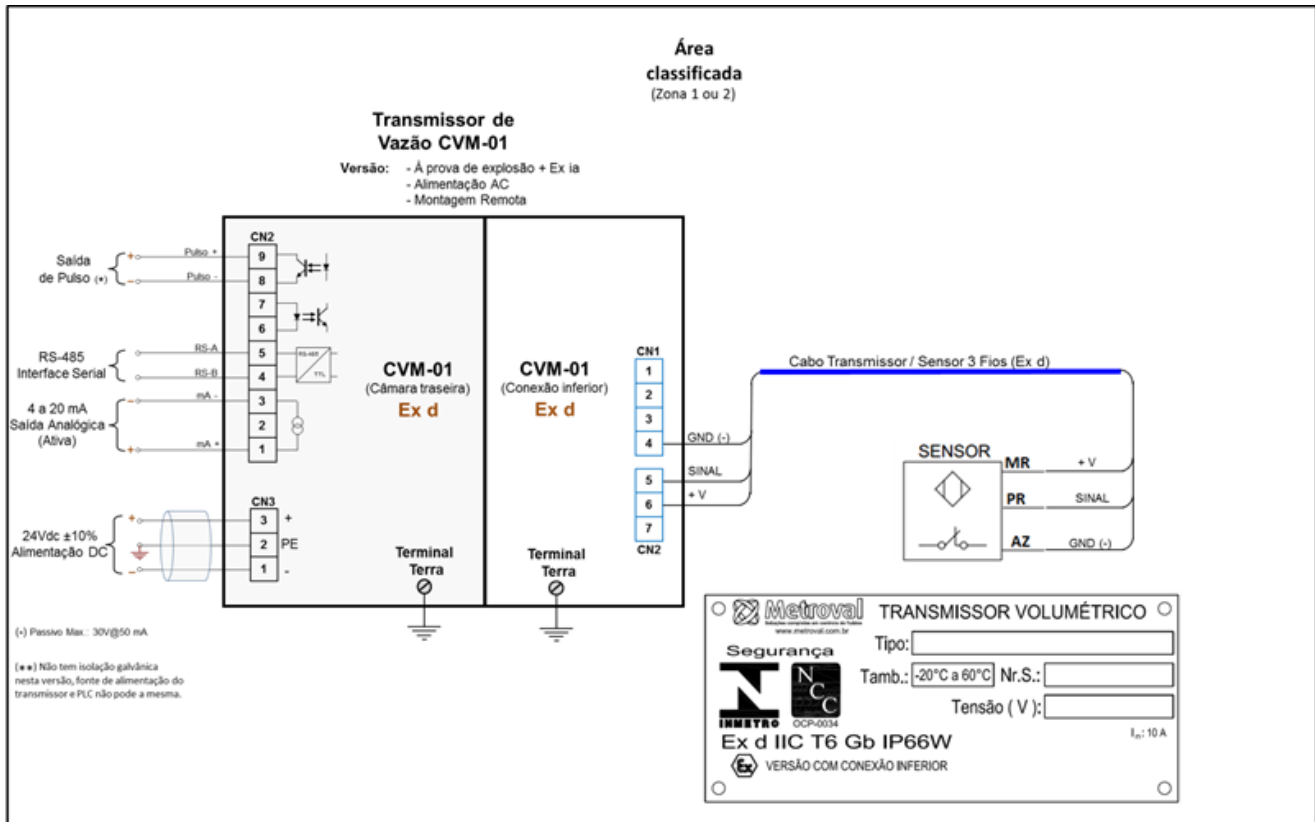 Área
classificada
(Zona 1 ou 2)
Transmissor de
Vazão CVM-01
Versão: - À prova de explosão + Ex ia
- Alimentação AC
- Montagem Remota
CN2
Saída
de Pulso (*)
+
-
Pulso +
Pulso -
9
8
7
6
5
4
3
2
1
RS-485
Interface Serial
RS-A
RS-B
RS-485
TTL
4 a 20 mA
Saída Analógica
(Ativa)
-
+
mA -
mA +
CVM-01
(Câmara traseira)
Ex d
CVM-01
(Conexão inferior)
Ex d
CN1
1
2
3
4
5
6
7
CN2
GND (-)
SINAL
+ V
Cabo Transmissor / Sensor 3 Fios (Ex d)
SENSOR
MR + V
PR SINAL
AZ GND (-)
CN3
24Vdc ±10%
Alimentação DC
+
-
3 +
2 PE
1 -
Terminal
Terra
Terminal
Terra
(*) Passivo Max.: 30V@50 mA
(**) Não tem isolação galvânica
nesta versão, fonte de alimentação do
transmissor e PLC não pode a mesma.
Metroval
www.metroval.com.br
TRANSMISSOR VOLUMÉTRICO
Segurança
INMETRO
NCC
OCP-0034
Tipo:
Tamb.: -20°C a 60°C Nr.S.:
Tensão ( V ):
In: 10 A
Ex d IIC T6 Gb IP66W
Ex VERSÃO COM CONEXÃO INFERIOR